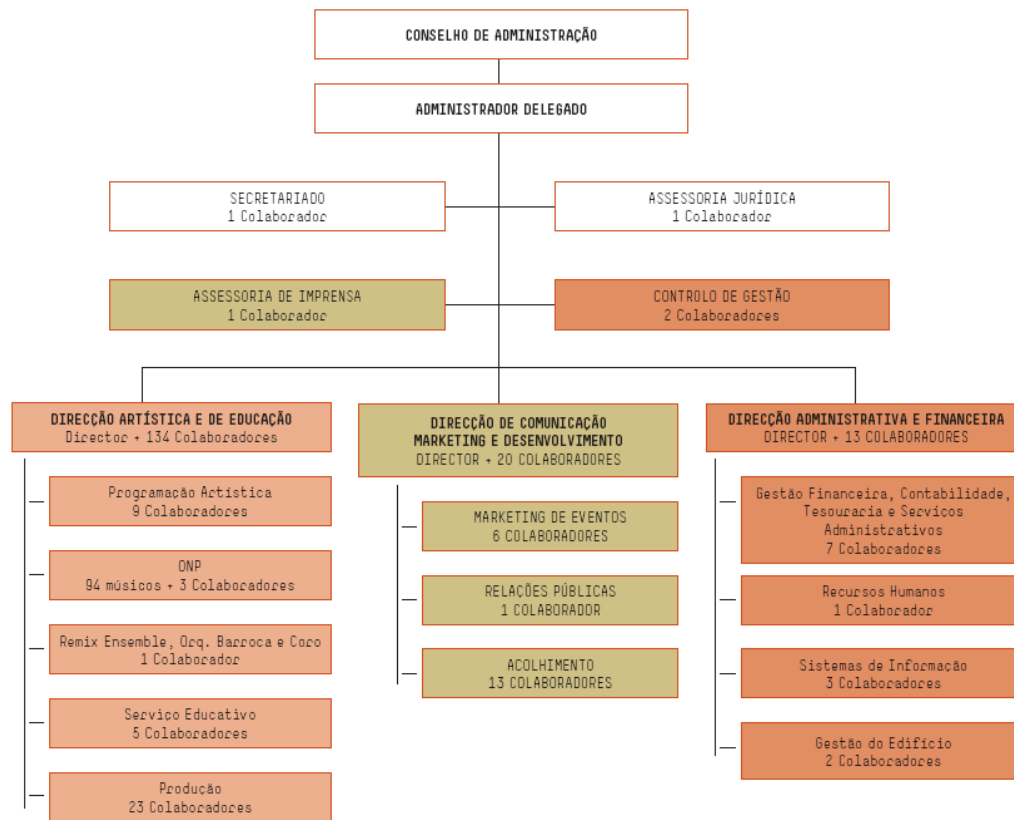 CONSELHO DE ADMINISTRAÇÃO
ADMINISTRADOR DELEGADO
SECRETARIADO
1 Colaborador
ASSESSORIA JURÍDICA
1 Colaborador
ASSESSORIA DE IMPRENSA
1 Colaborador
CONTROLO DE GESTÃO
2 Colaboradores
DIRECÇÃO ARTÍSTICA E DE EDUCAÇÃO
Director + 134 Colaboradores
Programação Artística
9 Colaboradores
ONP
94 músicos + 3 Colaboradores
Remix Ensemble, Orq. Barroca e Coro
1 Colaborador
Serviço Educativo
5 Colaboradores
Produção
23 Colaboradores
DIRECÇÃO DE COMUNICAÇÃO
MARKETING E DESENVOLVIMENTO
DIRECTOR + 20 COLABORADORES
MARKETING DE EVENTOS
6 COLABORADORES
RELAÇÕES PÚBLICAS
1 COLABORADOR
ACOLHIMENTO
13 COLABORADORES
DIRECÇÃO ADMINISTRATIVA E FINANCEIRA
DIRECTOR + 13 COLABORADORES
Gestão Financeira, Contabilidade,
Tesouraria e Serviços
Administrativos
7 Colaboradores
Recursos Humanos
1 Colaborador
Sistemas de Informação
3 Colaboradores
Gestão do Edifício
2 Colaboradores